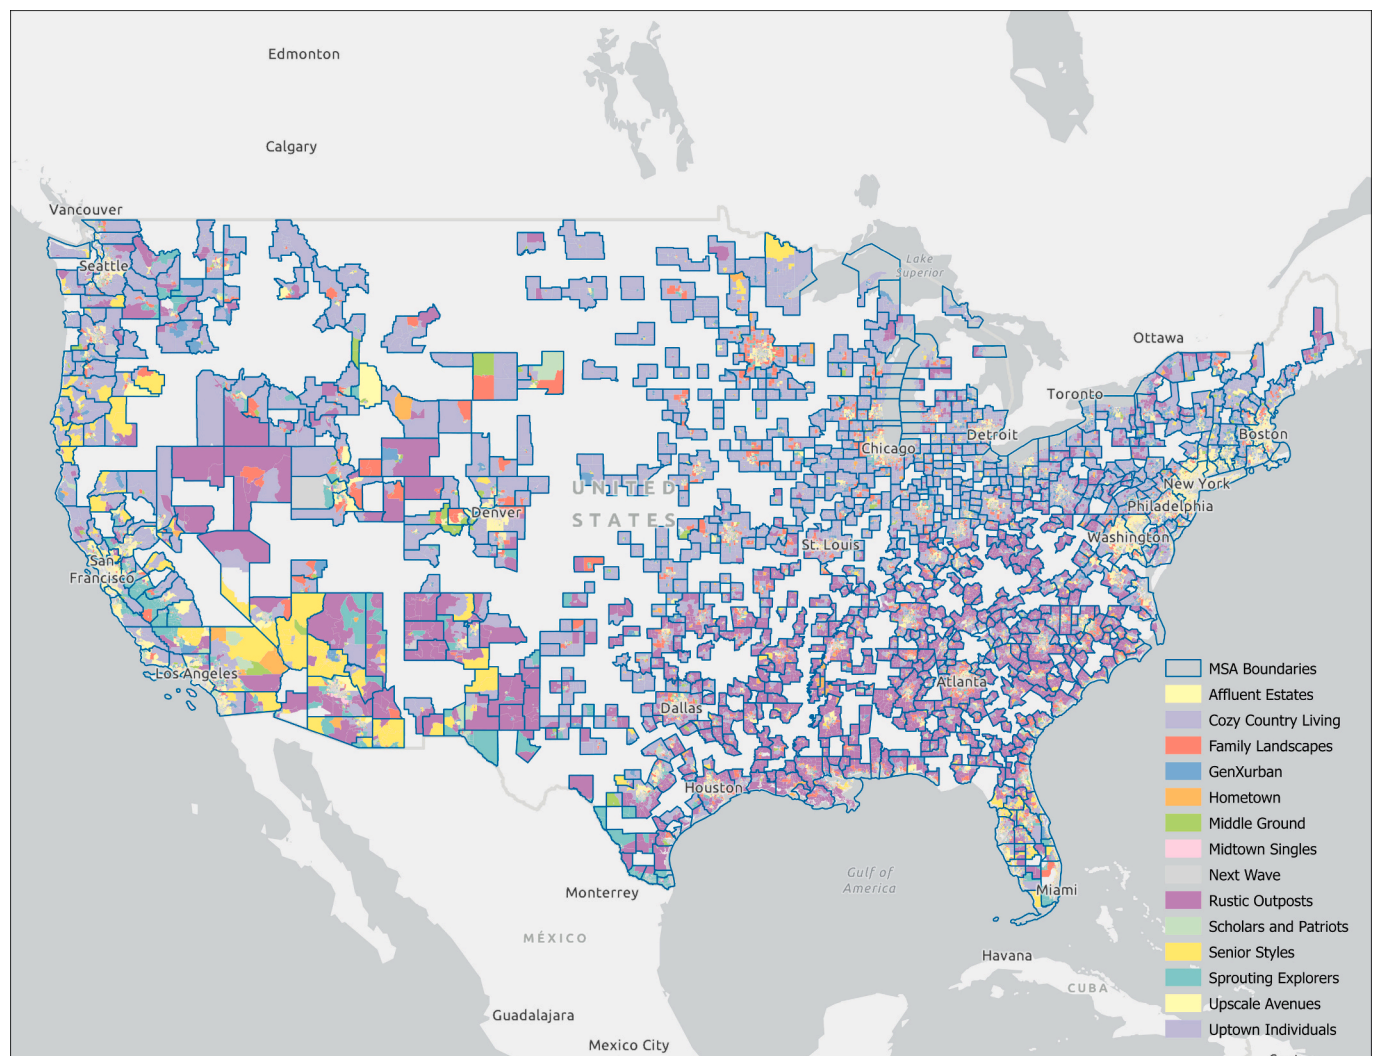 Edmonton
Calgary
Vancouver
Seattle
Lake
Superior
Ottawa
Toronto
Boston
Detroit
Chicago
New York
Philadelphia
UNITED
STATES
Denver
Washington
St. Louis
San
Francisco
Los Angeles
Atlanta
Dallas
Houston
Gulf of
America
Miami
Monterrey
MÉXICO
Havana
CUBA
Guadalajara
Mexico City
MSA Boundaries
Affluent Estates
Cozy Country Living
Family Landscapes
GenXurban
Hometown
Middle Ground
Midtown Singles
Next Wave
Rustic Outposts
Scholars and Patriots
Senior Styles
Sprouting Explorers
Upscale Avenues
Uptown Individuals